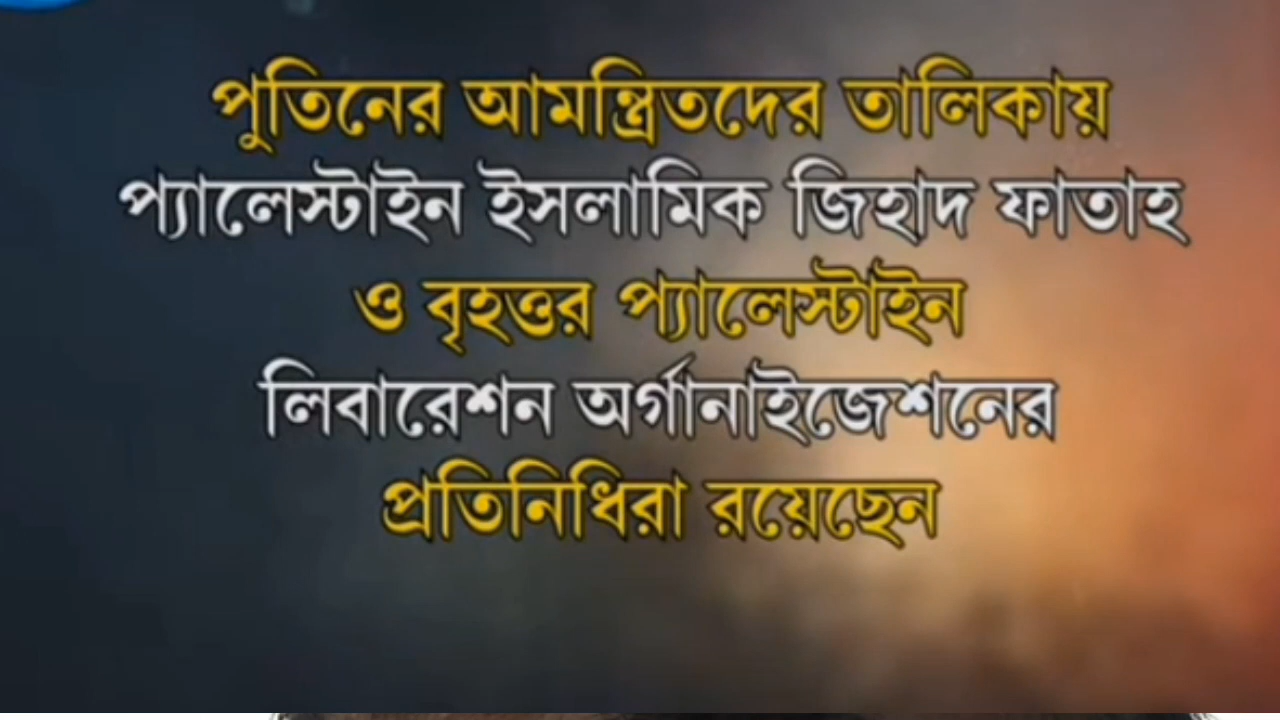 পুতিনের আমন্ত্রিতদের তালিকায়
প্যালেস্টাইন ইসলামিক জিহাদ ফাতাহ
ও বৃহত্তর প্যালেস্টাইন
লিবারেশন অর্গানাইজেশনের
প্রতিনিধিরা রয়েছেন